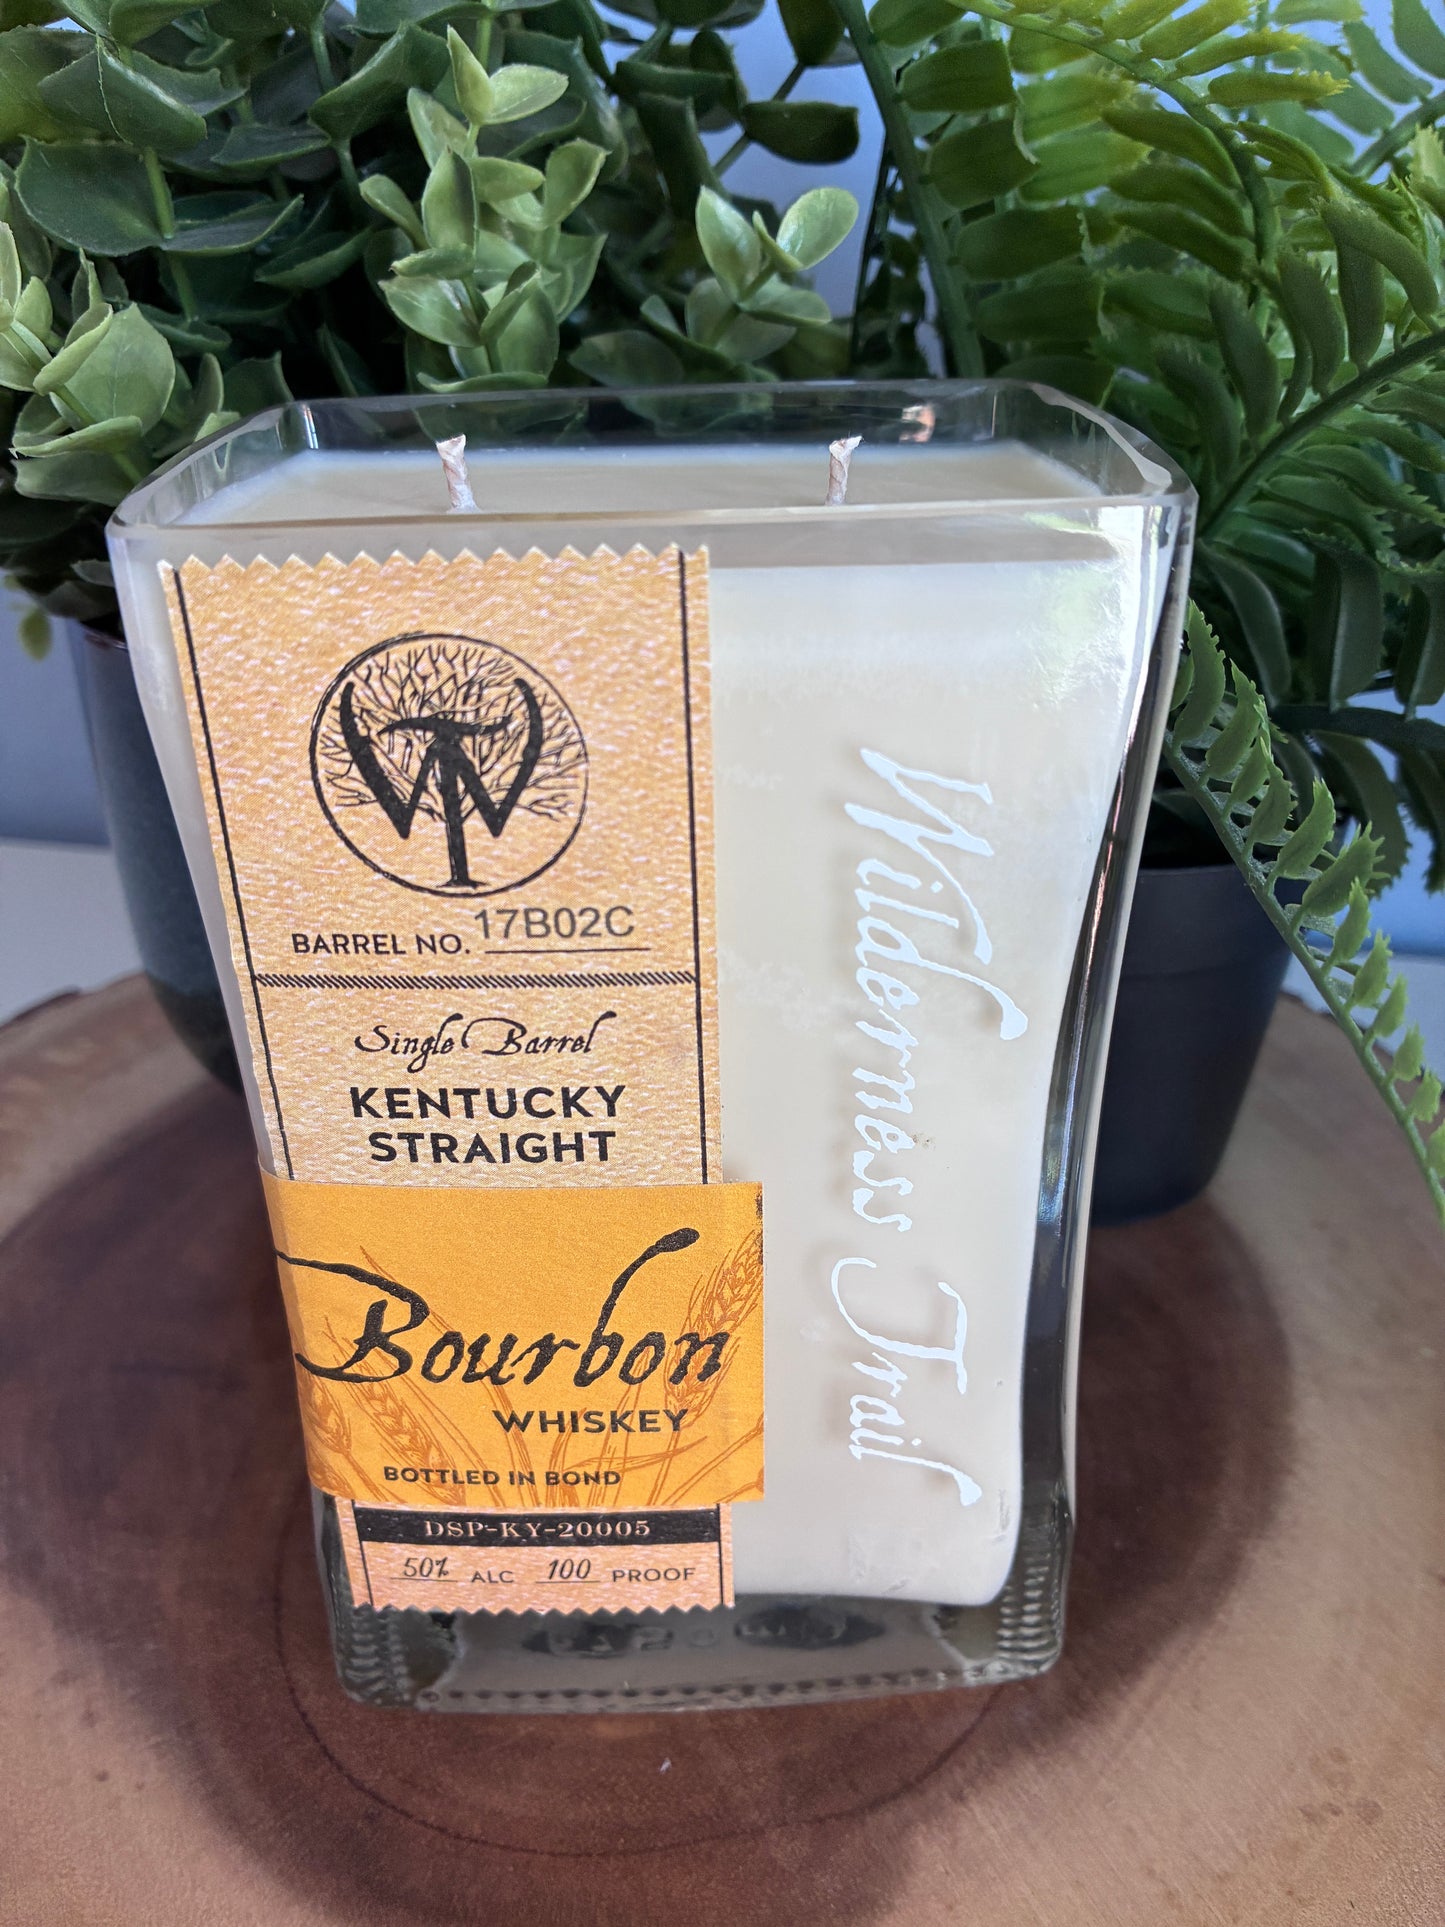 WT
BARREL NO. 17B02C
Single Barrel
KENTUCKY
STRAIGHT
Bourbon
WHISKEY
BOTTLED IN BOND
DSP-KY-20005
50% ALC 100 PROOF
Wilderness Trail